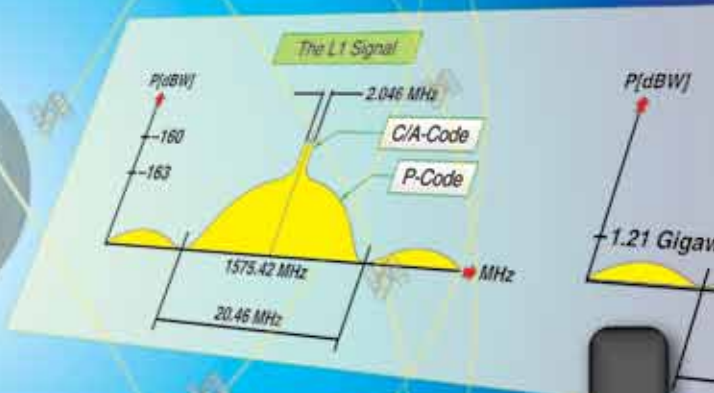 The L1 Signal
P[dBW]
2.046 MHz
-160
C/A-Code
-163
P-Code
1575.42 MHz
MHz
20.46 MHz
P[dBW]
1.21 Gigaw